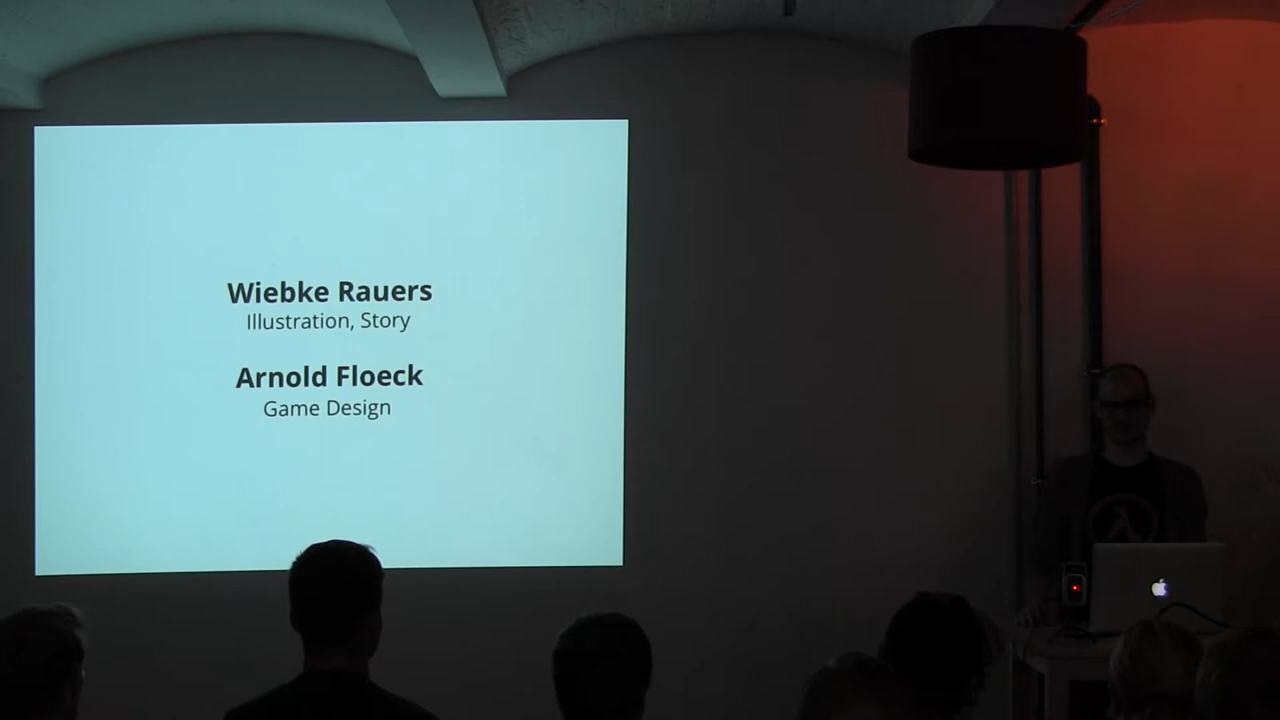 Wiebke Rauers
Illustration, Story
Arnold Floeck
Game Design